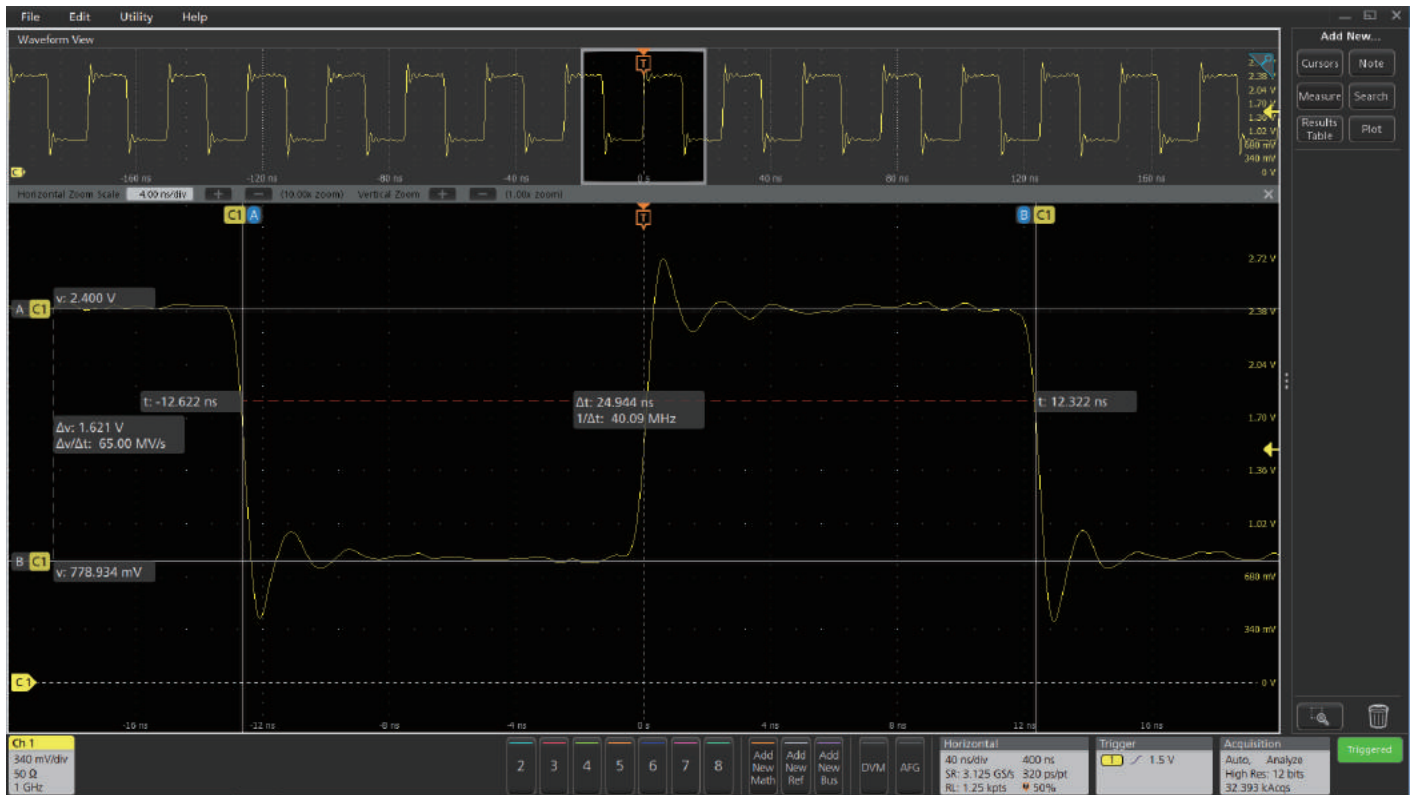 File Edit Utility Help
Waveform View
Add New...
Cursors Note
Measure Search
Results Table Plot
T
2.38 V
2.04 V
1.70 V
1.02 V
680 mV
340 mV
0 V
C1
-160 ns -120 ns -80 ns -40 ns 0 s 40 ns 80 ns 120 ns 160 ns
Horizontal Zoom Scale 4.00 ns/div + - (10.00x zoom) Vertical Zoom + - (1.00x zoom)
C1 A T B C1
2.72 V
A C1 v: 2.400 V
2.38 V
2.04 V
t: -12.622 ns Δt: 24.944 ns t: 12.322 ns
1/Δt: 40.09 MHz
1.70 V
Δv: 1.621 V
Δv/Δt: 65.00 MV/s
1.36 V
1.02 V
B C1 v: 778.934 mV
680 mV
340 mV
C1 0 V
-16 ns -12 ns -8 ns -4 ns 0 s 4 ns 8 ns 12 ns 16 ns
Ch 1
340 mV/div
50 Ω
1 GHz
2 3 4 5 6 7 8
Add New Math
Add New Ref
Add New Bus
DVM AFG
Horizontal
40 ns/div 400 ns
SR: 3.125 GS/s 320 ps/pt
RL: 1.25 kpts 50%
Trigger
1 1.5 V
Acquisition
Auto, Analyze
High Res: 12 bits
32.393 kAcqs
Triggered